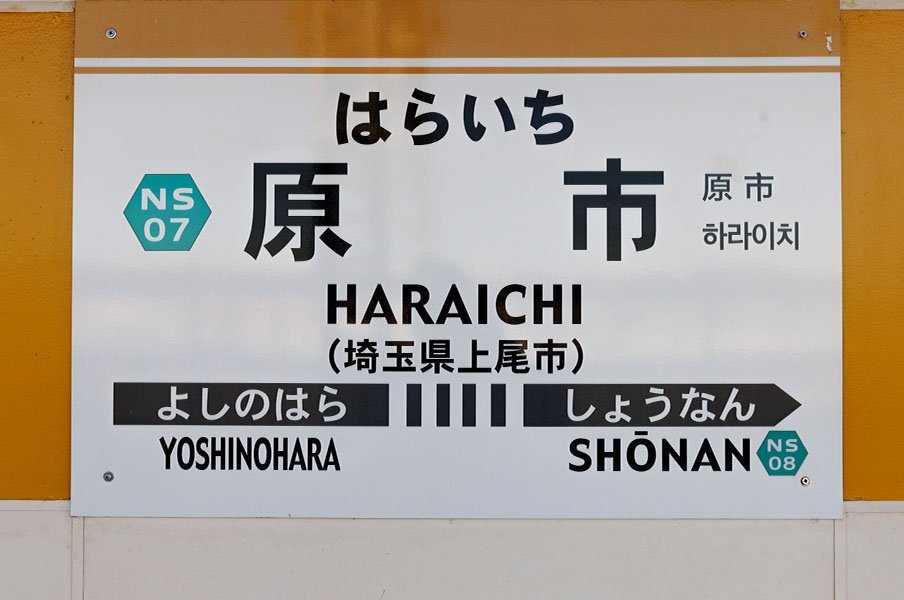 はらいち
NS
07
原市
原市
하라이치
HARAICHI
（埼玉県上尾市）
よしのはら
しょうなん
YOSHINOHARA
SHŌNAN
NS
08